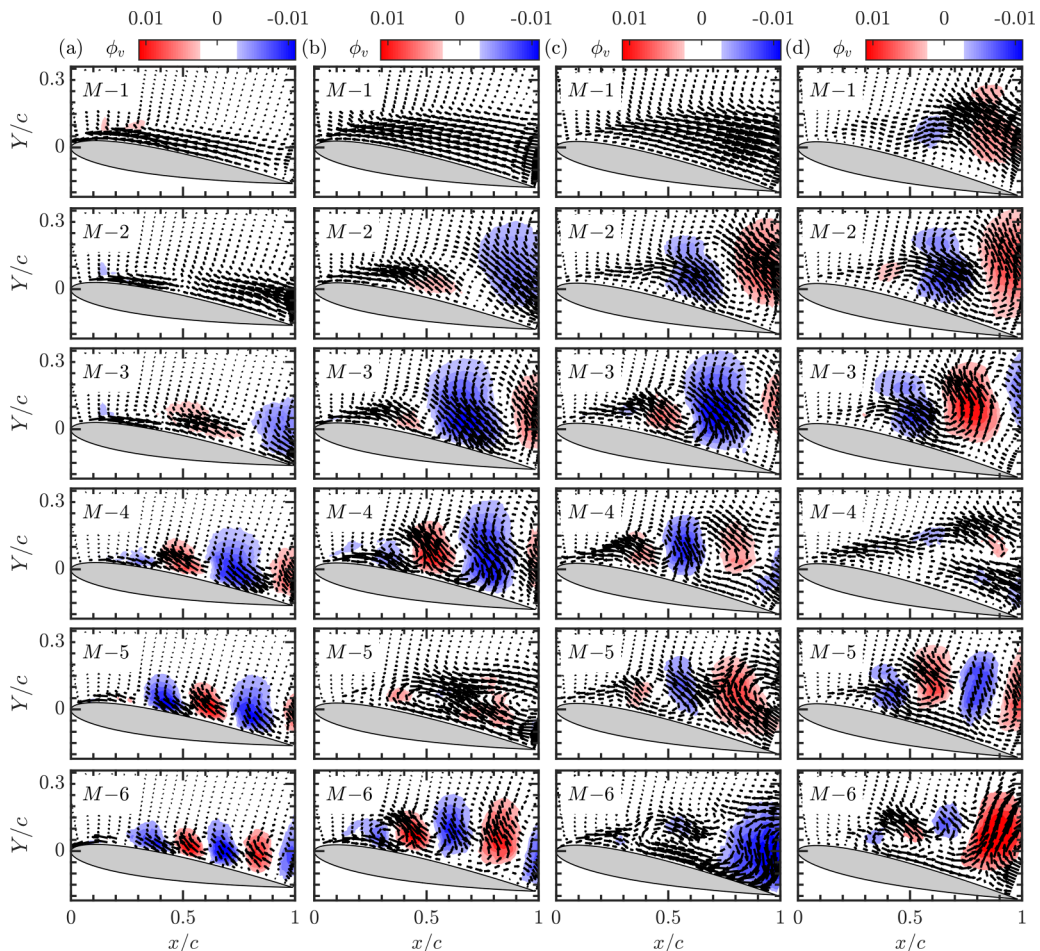 0.01 0 -0.01 0.01 0 -0.01 0.01 0 -0.01 0.01 0 -0.01
(a) ϕv (b) ϕv (c) ϕv (d) ϕv
0.3 M−1 M−1 M−1 M−1
Y/c
0
0.3 M−2 M−2 M−2 M−2
Y/c
0
0.3 M−3 M−3 M−3 M−3
Y/c
0
0.3 M−4 M−4 M−4 M−4
Y/c
0
0.3 M−5 M−5 M−5 M−5
Y/c
0
0.3 M−6 M−6 M−6 M−6
Y/c
0
0 0.5 1 0 0.5 1 0 0.5 1 0 0.5 1
x/c x/c x/c x/c